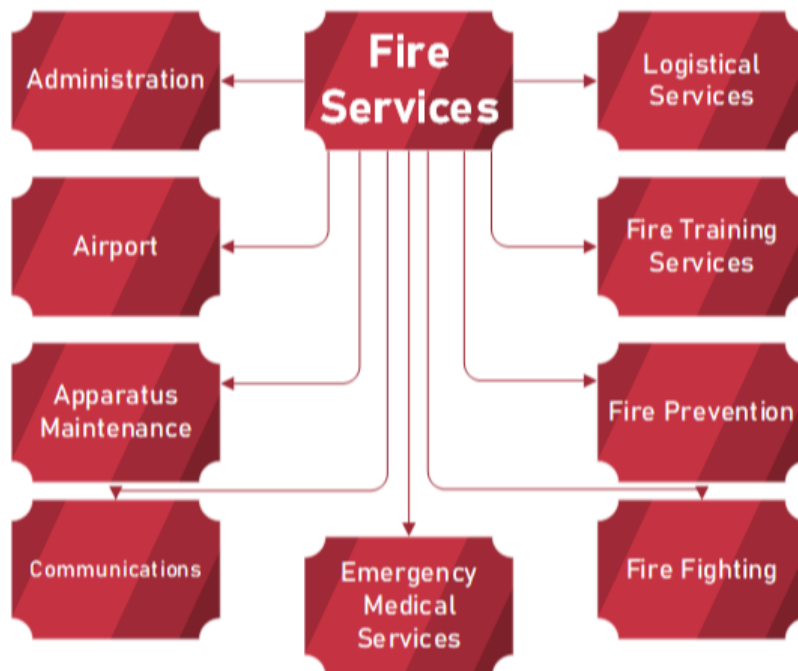 Fire
Services
Administration
Logistical
Services
Airport
Fire Training
Services
Apparatus
Maintenance
Fire Prevention
Communications
Emergency
Medical
Services
Fire Fighting